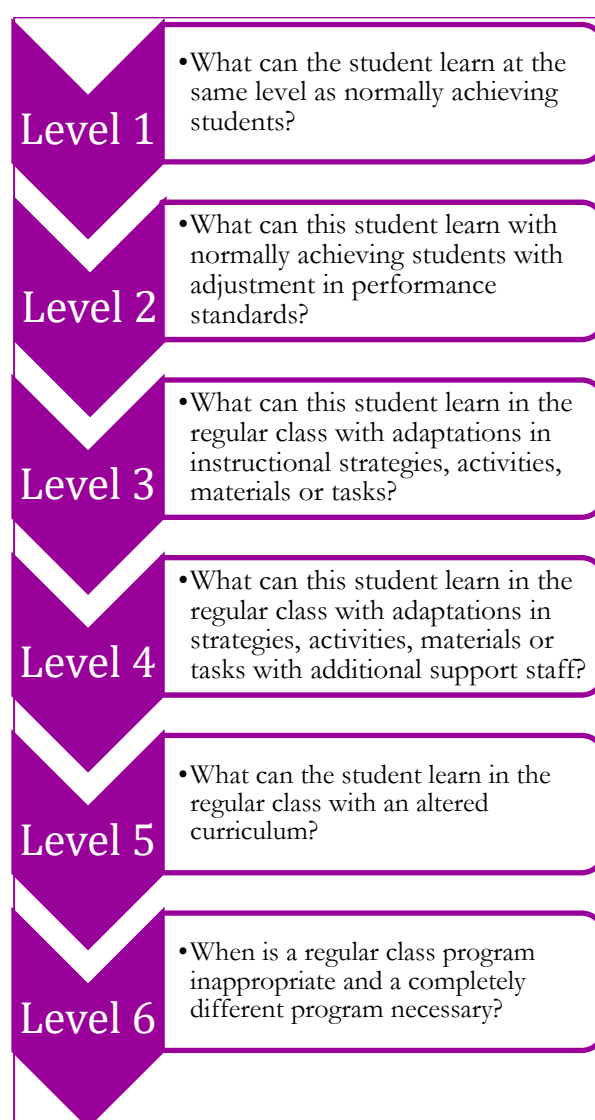 Level 1
•What can the student learn at the
same level as normally achieving
students?
Level 2
•What can this student learn with
normally achieving students with
adjustment in performance
standards?
Level 3
•What can this student learn in the
regular class with adaptations in
instructional strategies, activities,
materials or tasks?
Level 4
•What can this student learn in the
regular class with adaptations in
strategies, activities, materials or
tasks with additional support staff?
Level 5
•What can the student learn in the
regular class with an altered
curriculum?
Level 6
•When is a regular class program
inappropriate and a completely
different program necessary?